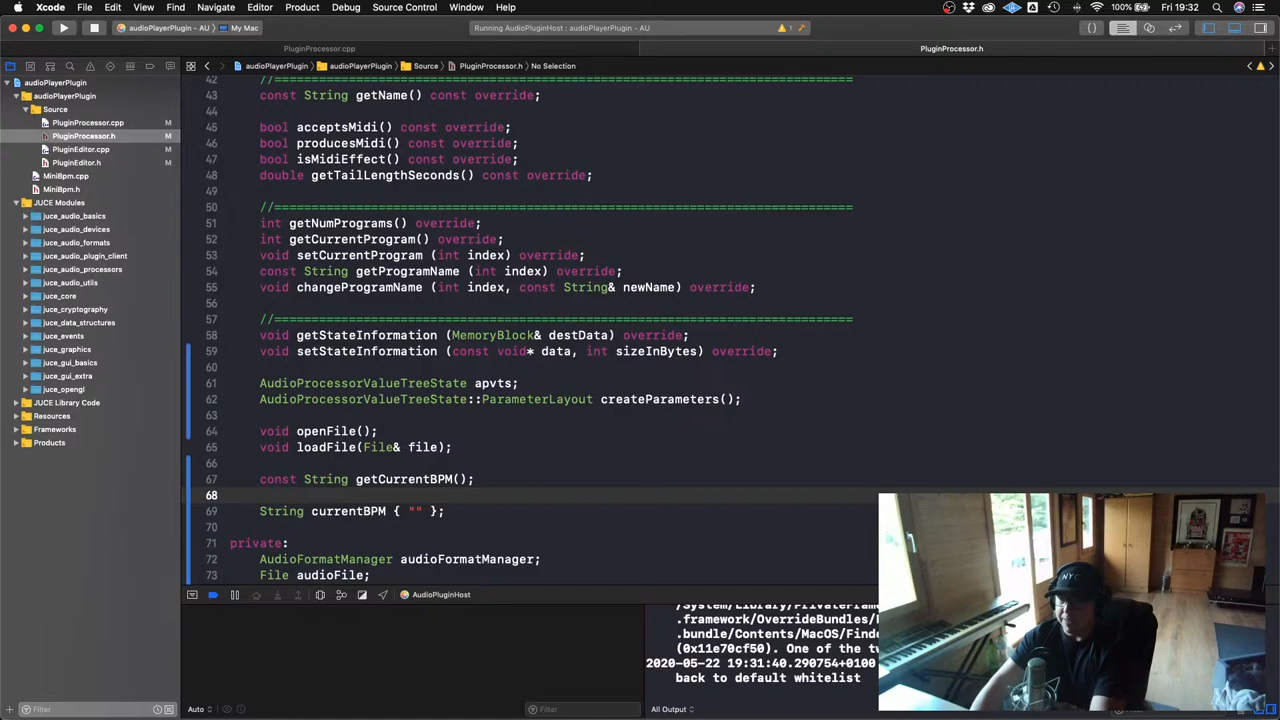 Xcode File Edit View Find Navigate Editor Product Debug Source Control Window Help 100% Fri 19:32
audioPlayerPlugin - AU My Mac Running AudioPluginHost : audioPlayerPlugin - AU 1
PluginProcessor.cpp PluginProcessor.h
audioPlayerPlugin audioPlayerPlugin Source PluginProcessor.h No Selection
audioPlayerPlugin
audioPlayerPlugin
Source
PluginProcessor.cpp M
PluginProcessor.h M
PluginEditor.cpp M
PluginEditor.h M
MiniBpm.cpp
MiniBpm.h
JUCE Modules
juce_audio_basics
juce_audio_devices
juce_audio_formats
juce_audio_plugin_client
juce_audio_processors
juce_audio_utils
juce_core
juce_cryptography
juce_data_structures
juce_events
juce_graphics
juce_gui_basics
juce_gui_extra
juce_opengl
JUCE Library Code
Resources
Frameworks
Products
Filter
42 //==============================================================================
43 const String getName() const override;
44
45 bool acceptsMidi() const override;
46 bool producesMidi() const override;
47 bool isMidiEffect() const override;
48 double getTailLengthSeconds() const override;
49
50 //==============================================================================
51 int getNumPrograms() override;
52 int getCurrentProgram() override;
53 void setCurrentProgram (int index) override;
54 const String getProgramName (int index) override;
55 void changeProgramName (int index, const String& newName) override;
56
57 //==============================================================================
58 void getStateInformation (MemoryBlock& destData) override;
59 void setStateInformation (const void* data, int sizeInBytes) override;
60
61 AudioProcessorValueTreeState apvts;
62 AudioProcessorValueTreeState::ParameterLayout createParameters();
63
64 void openFile();
65 void loadFile(File& file);
66
67 const String getCurrentBPM();
68
69 String currentBPM { "" };
70
71 private:
72 AudioFormatManager audioFormatManager;
73 File audioFile;
AudioPluginHost
/System/Library/PrivateFrame
.framework/OverrideBundles/
.bundle/Contents/MacOS/Find
(0x11e70cf50). One of the tw
2020-05-22 19:31:40.290754+0100
back to default whitelist
Auto Filter All Output
NYC